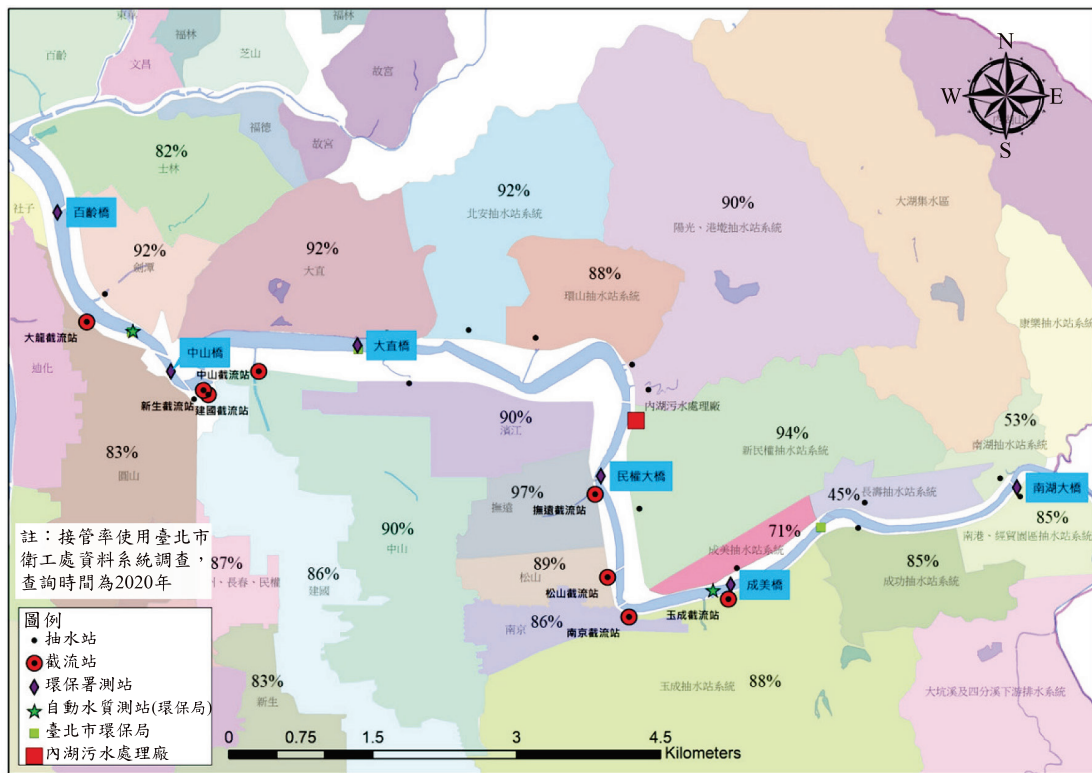 東華
福林
福林
百齡
文昌
芝山
故宮
N
W
E
S
福德
故宮
82%
士林
社子
百齡橋
92%
劍潭
92%
大直
92%
北安抽水站系統
90%
陽光、港墘抽水站系統
大湖集水區
88%
環山抽水站系統
康樂抽水站系統
大龍截流站
迪化
中山橋
大直橋
中山截流站
新生截流站
建國截流站
內湖污水處理廠
90%
濱江
94%
新民權抽水站系統
53%
南湖抽水站系統
83%
圓山
民權大橋
97%
撫遠
撫遠截流站
45%
長壽抽水站系統
南湖大橋
85%
南港、經貿園區抽水站系統
71%
成美抽水站系統
90%
中山
註：接管率使用臺北市
衛工處資料系統調查，
查詢時間為2020年
87%
、長春、民權
86%
建國
89%
松山
松山截流站
85%
成功抽水站系統
成美橋
玉成截流站
86%
南京
南京截流站
圖例
抽水站
截流站
環保署測站
自動水質測站(環保局)
臺北市環保局
內湖污水處理廠
83%
新生
88%
玉成抽水站系統
大坑溪及四分溪下游排水系統
0 0.75 1.5 3 4.5
Kilometers